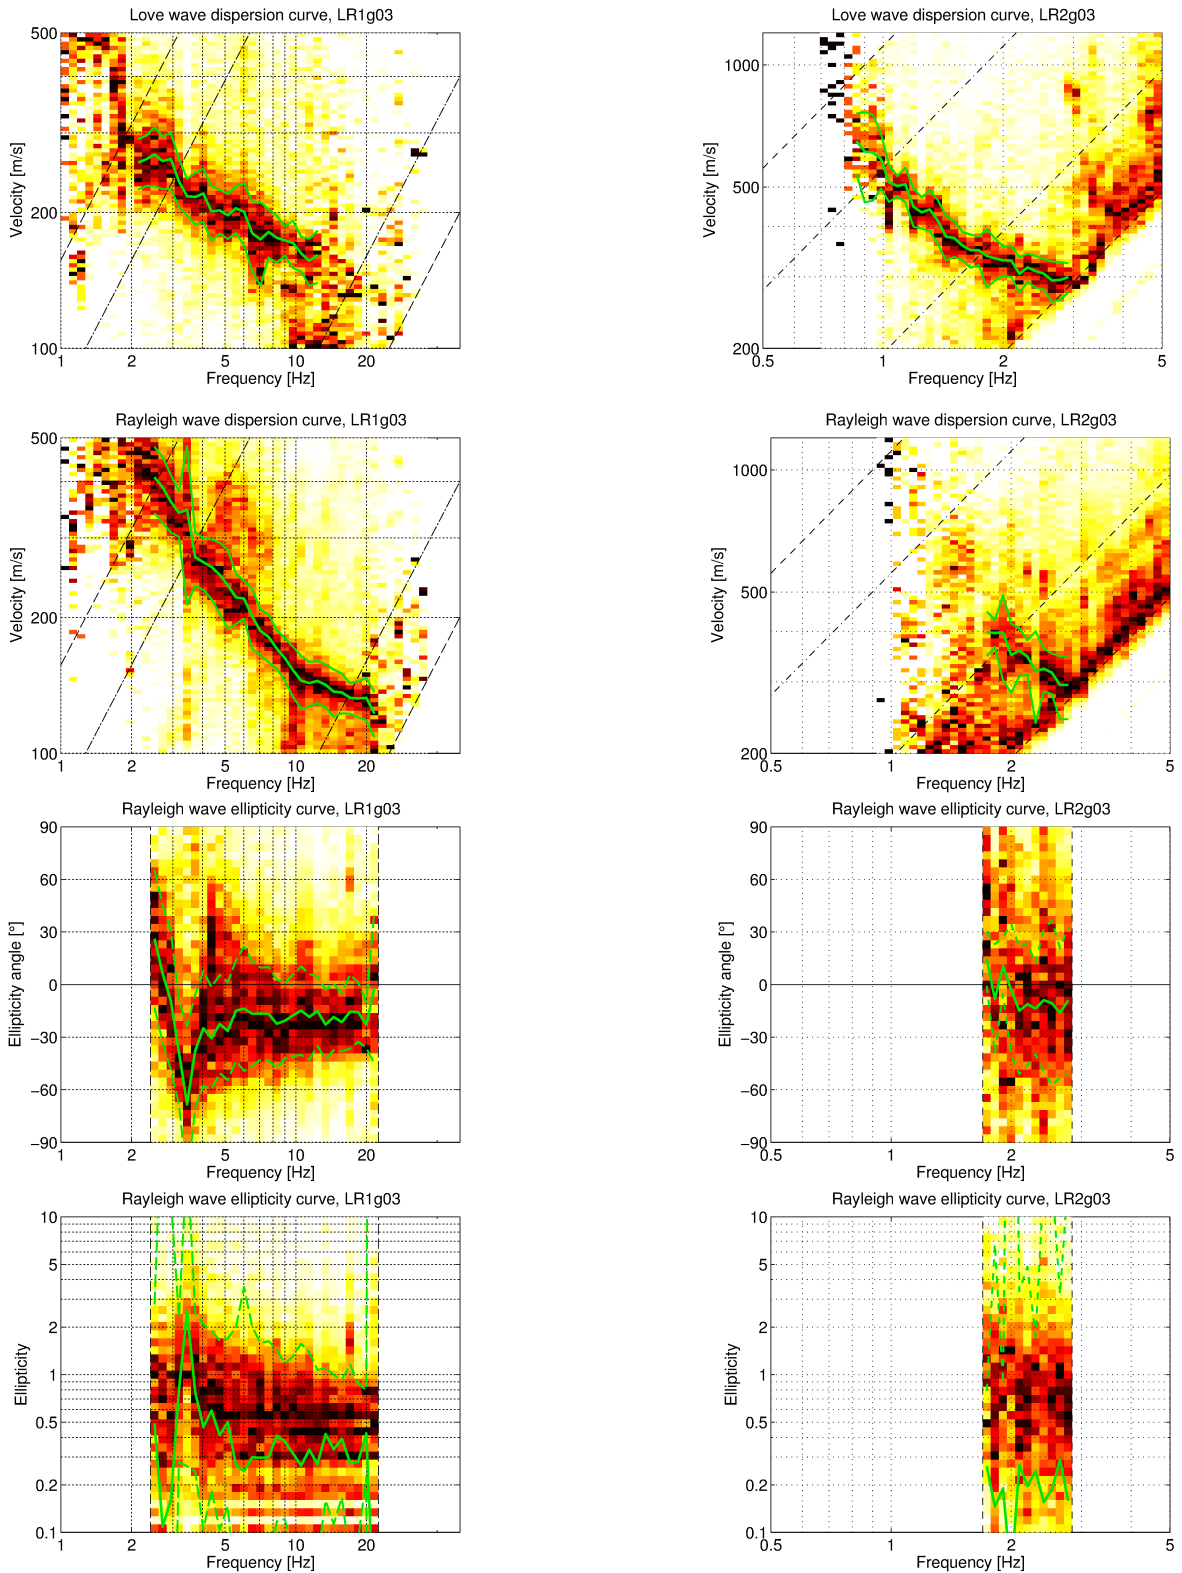 Love wave dispersion curve, LR1g03
500
200
100
Velocity [m/s]
1 2 5 10 20
Frequency [Hz]
Love wave dispersion curve, LR2g03
1000
500
200
Velocity [m/s]
0.5 1 2 5
Frequency [Hz]
Rayleigh wave dispersion curve, LR1g03
500
200
100
Velocity [m/s]
1 2 5 10 20
Frequency [Hz]
Rayleigh wave dispersion curve, LR2g03
1000
500
200
Velocity [m/s]
0.5 1 2 5
Frequency [Hz]
Rayleigh wave ellipticity curve, LR1g03
90
60
30
0
−30
−60
−90
Ellipticity angle [°]
1 2 5 10 20
Frequency [Hz]
Rayleigh wave ellipticity curve, LR2g03
90
60
30
0
−30
−60
−90
Ellipticity angle [°]
0.5 1 2 5
Frequency [Hz]
Rayleigh wave ellipticity curve, LR1g03
10
5
2
1
0.5
0.2
0.1
Ellipticity
1 2 5 10 20
Frequency [Hz]
Rayleigh wave ellipticity curve, LR2g03
10
5
2
1
0.5
0.2
0.1
Ellipticity
0.5 1 2 5
Frequency [Hz]